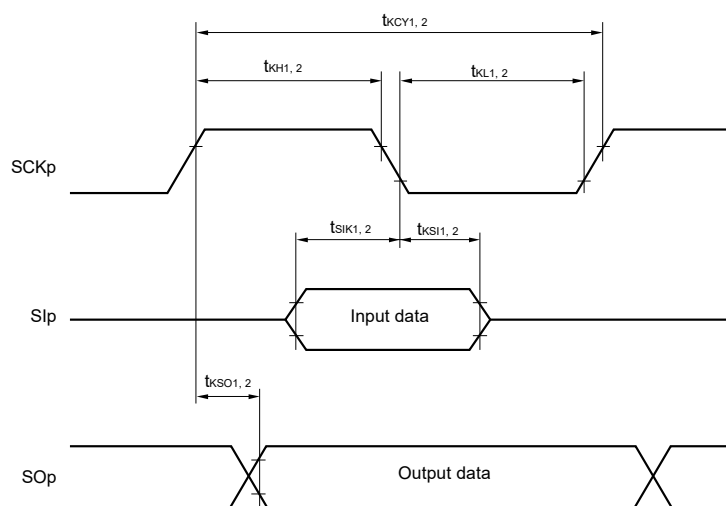 tKCY1, 2
tKH1, 2
tKL1, 2
SCKp
tSIK1, 2
tKSI1, 2
SIp
Input data
tKSO1, 2
SOp
Output data